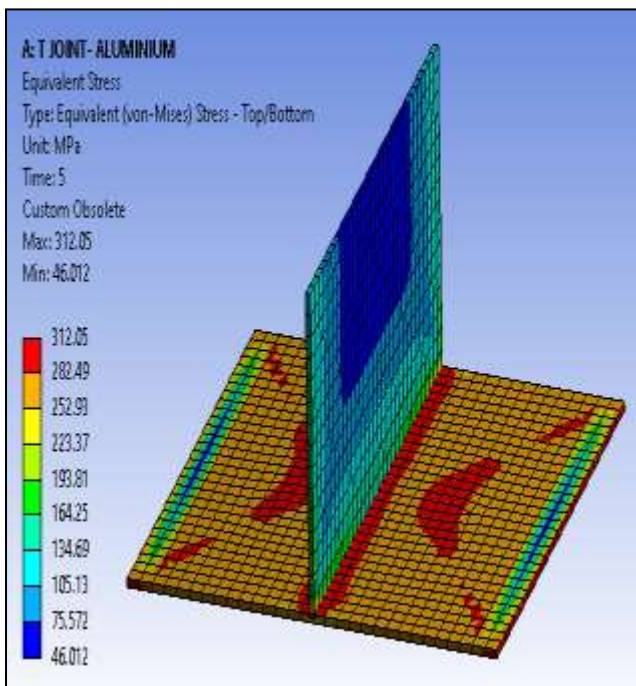 A: T JOINT- ALUMINIUM
Equivalent Stress
Type: Equivalent (von-Mises) Stress - Top/Bottom
Unit: MPa
Time: 5
Custom Obsolete
Max: 312.05
Min: 46.012
312.05
282.49
252.93
223.37
193.81
164.25
134.69
105.13
75.572
46.012